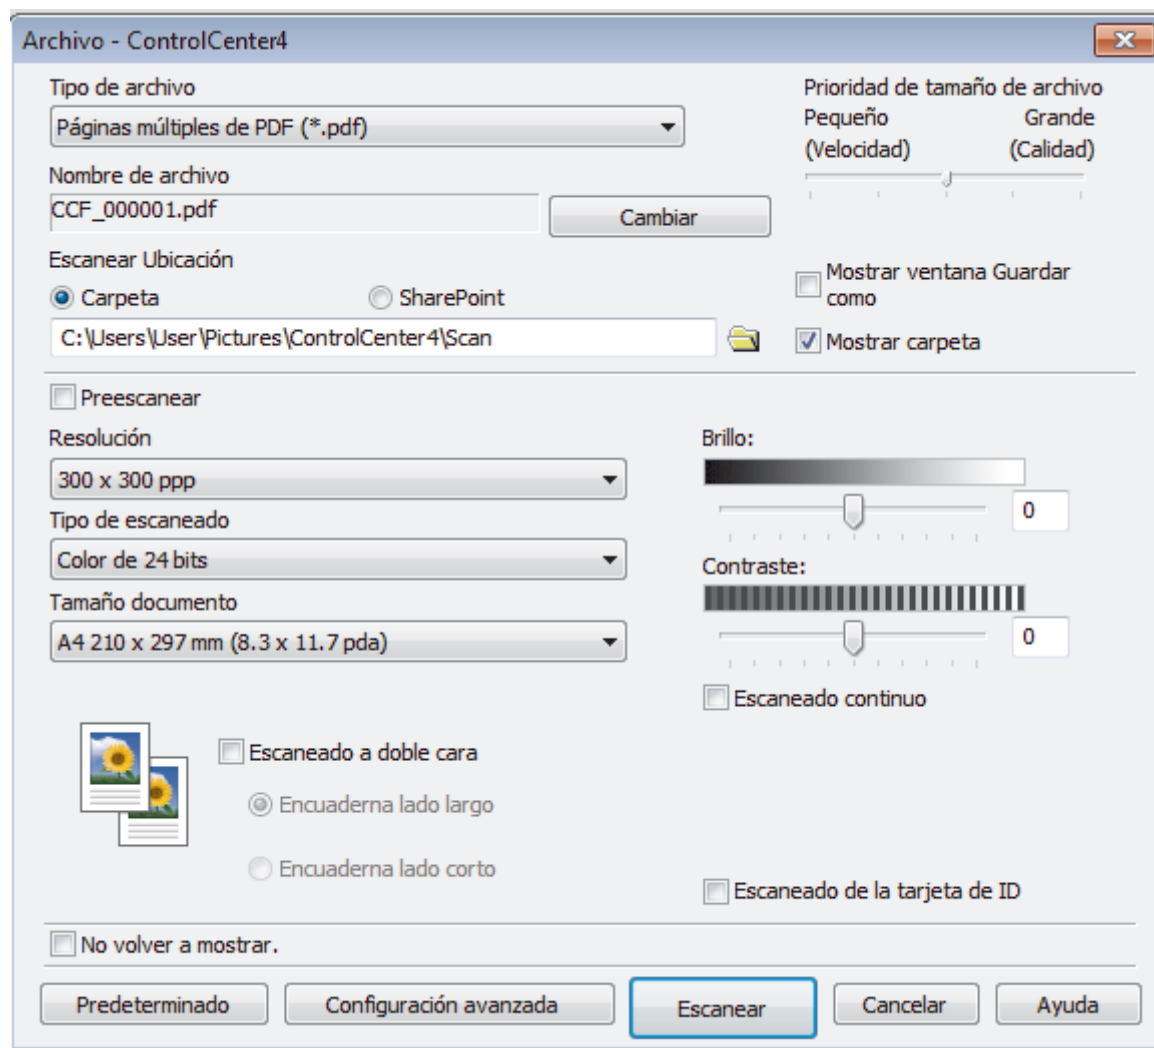 Archivo - ControlCenter4
Tipo de archivo
Páginas múltiples de PDF (*.pdf)
Prioridad de tamaño de archivo
Pequeño Grande
(Velocidad) (Calidad)
Nombre de archivo
CCF_000001.pdf
Cambiar
Escanear Ubicación
Carpeta
SharePoint
Mostrar ventana Guardar
como
C:\Users\User\Pictures\ControlCenter4\Scan
Mostrar carpeta
Preescanear
Resolución
300 x 300 ppp
Tipo de escaneado
Color de 24 bits
Tamaño documento
A4 210 x 297 mm (8.3 x 11.7 pda)
Brillo:
0
Contraste:
0
Escaneado continuo
Escaneado a doble cara
Encuaderna lado largo
Encuaderna lado corto
Escaneado de la tarjeta de ID
No volver a mostrar.
Predeterminado
Configuración avanzada
Escanear
Cancelar
Ayuda